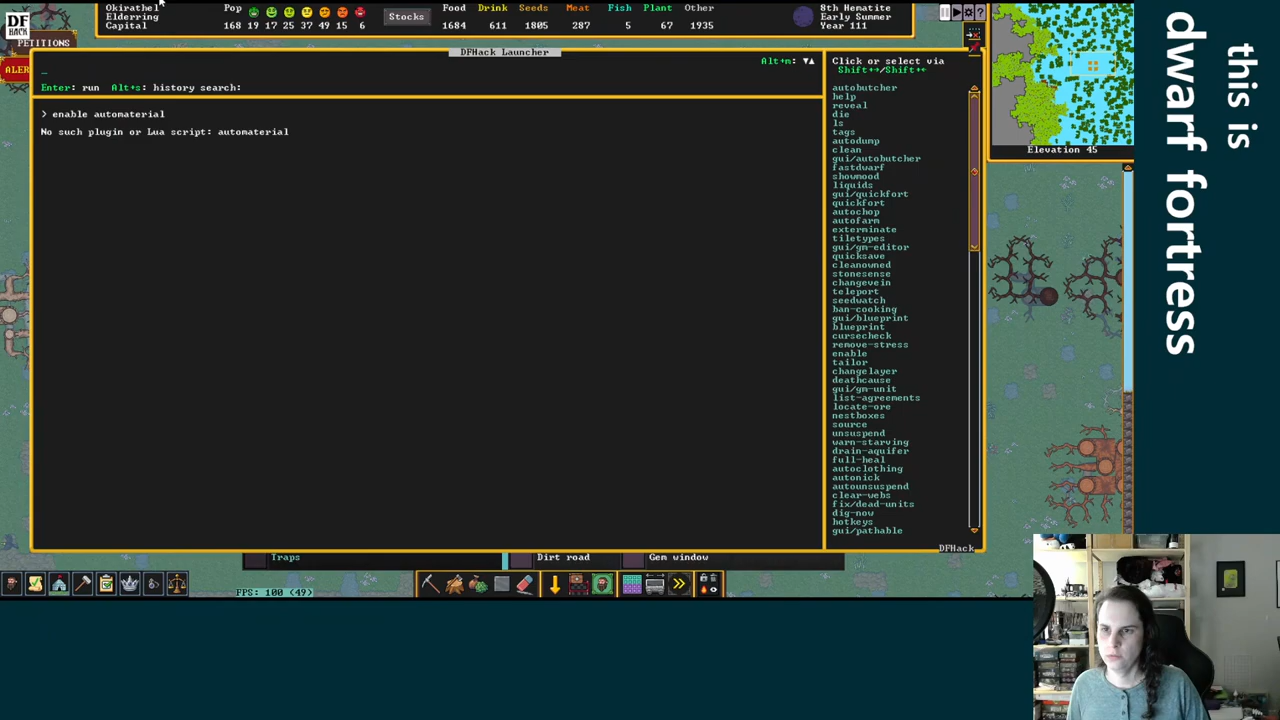 DF
HACK
Okirathel
Elderring
Capital
Pop
168 19 17 25 37 49 15 6
Stocks
Food Drink Seeds Meat Fish Plant Other
1684 611 1805 287 5 67 1935
8th Hematite
Early Summer
Year 111
PETITIONS
ALER
DFHack Launcher
Alt+m:
Enter: run Alt+s: history search:
> enable automaterial
No such plugin or Lua script: automaterial
Click or select via
Shift+
autobutcher
help
reveal
die
ls
tags
autodump
clean
gui/autobutcher
fastdwarf
showmood
liquids
gui/quickfort
quickfort
autochop
autofarm
exterminate
tiletypes
gui/gm-editor
quicksave
cleanowned
stonesense
changevein
teleport
seedwatch
ban-cooking
gui/blueprint
blueprint
cursecheck
remove-stress
enable
tailor
changelayer
deathcause
gui/gm-unit
list-agreements
locate-ore
nestboxes
source
unsuspend
warn-starving
drain-aquifer
full-heal
autoclothing
autonick
autounsuspend
clear-webs
fix/dead-units
dig-now
hotkeys
gui/pathable
DFHack
Elevation 45
Traps
Dirt road
Gem window
FPS: 100 (49)
this is
dwarf fortress